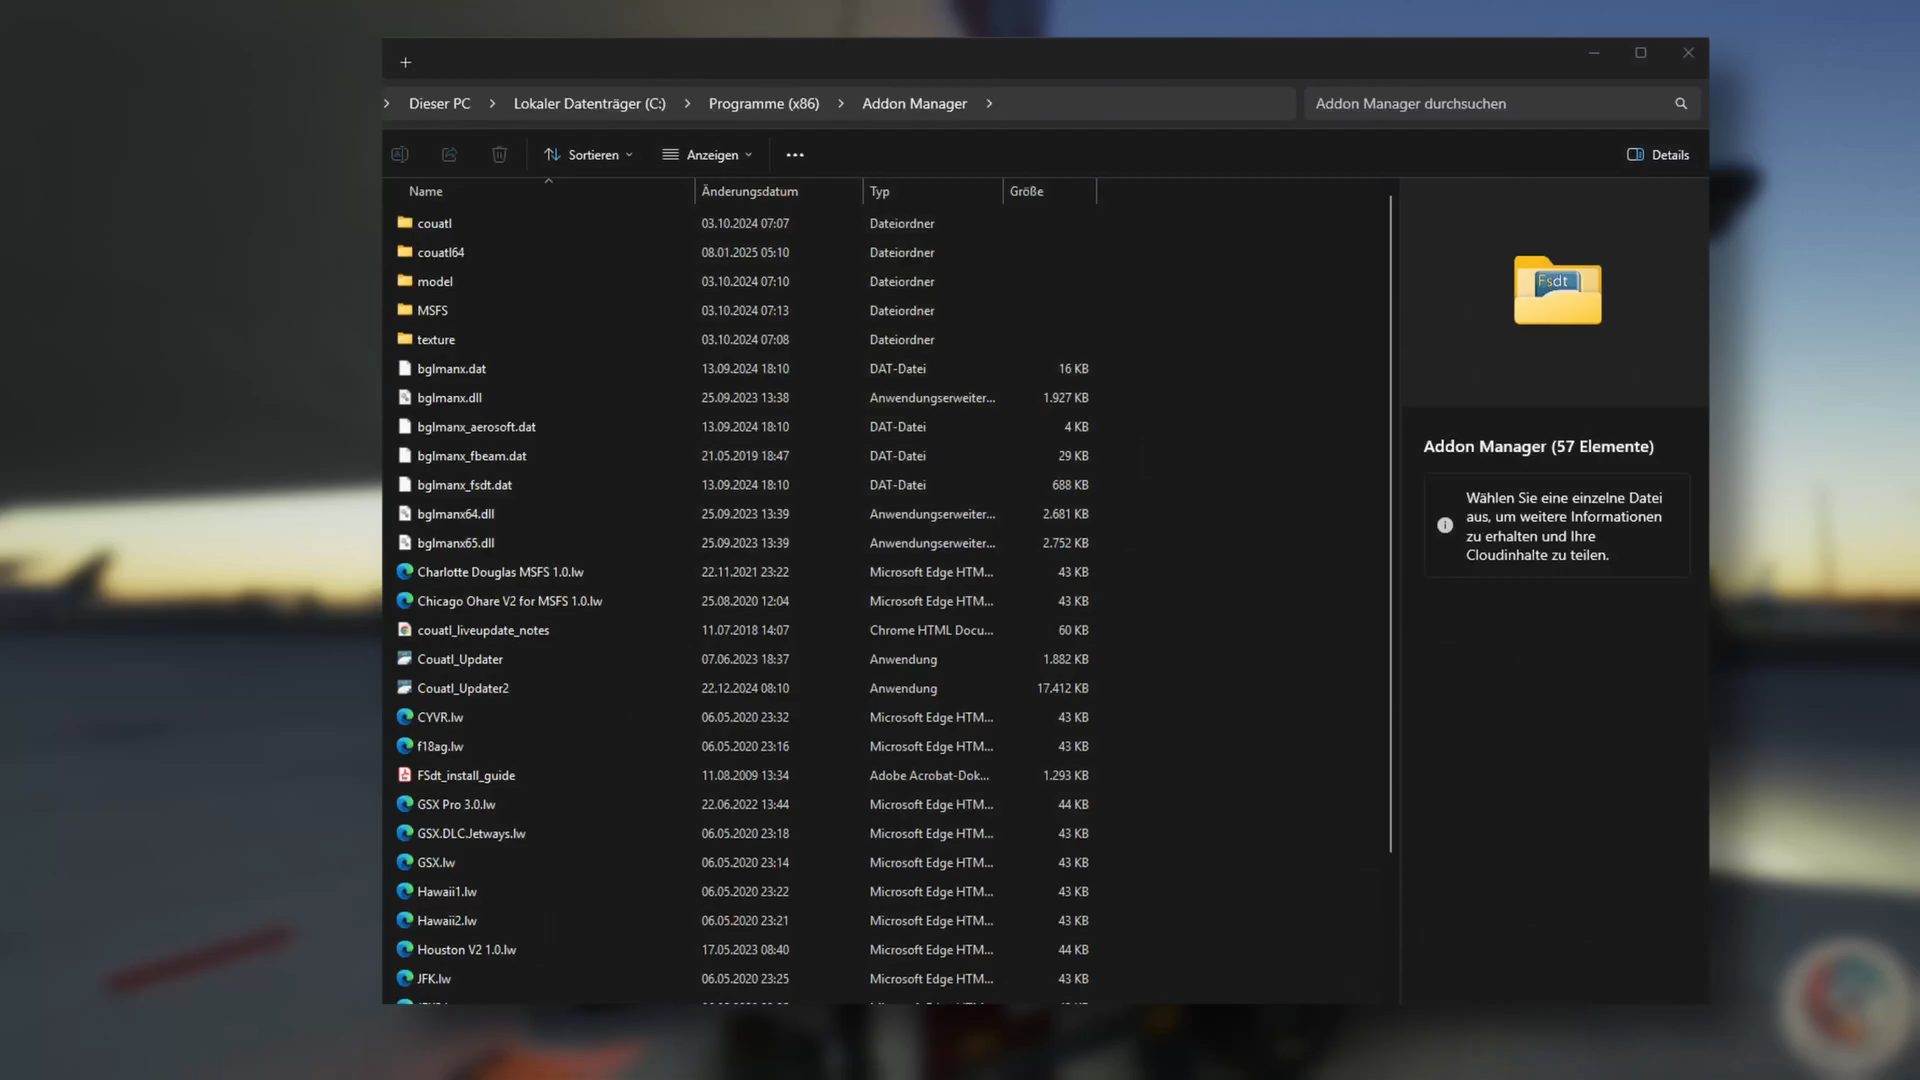 Dieser PC > Lokaler Datenträger (C:) > Programme (x86) > Addon Manager >
Addon Manager durchsuchen
Sortieren Anzeigen ••• Details
Name Änderungsdatum Typ Größe
couatl 03.10.2024 07:07 Dateiordner
couatl64 08.01.2025 05:10 Dateiordner
model 03.10.2024 07:10 Dateiordner
MSFS 03.10.2024 07:13 Dateiordner
texture 03.10.2024 07:08 Dateiordner
bglmanx.dat 13.09.2024 18:10 DAT-Datei 16 KB
bglmanx.dll 25.09.2023 13:38 Anwendungserweiter... 1.927 KB
bglmanx_aerosoft.dat 13.09.2024 18:10 DAT-Datei 4 KB
bglmanx_fbeam.dat 21.05.2019 18:47 DAT-Datei 29 KB
bglmanx_fsdt.dat 13.09.2024 18:10 DAT-Datei 688 KB
bglmanx64.dll 25.09.2023 13:39 Anwendungserweiter... 2.681 KB
bglmanx65.dll 25.09.2023 13:39 Anwendungserweiter... 2.752 KB
Charlotte Douglas MSFS 1.0.lw 22.11.2021 23:22 Microsoft Edge HTM... 43 KB
Chicago Ohare V2 for MSFS 1.0.lw 25.08.2020 12:04 Microsoft Edge HTM... 43 KB
couatl_liveupdate_notes 11.07.2018 14:07 Chrome HTML Docu... 60 KB
Couatl_Updater 07.06.2023 18:37 Anwendung 1.882 KB
Couatl_Updater2 22.12.2024 08:10 Anwendung 17.412 KB
CYVR.lw 06.05.2020 23:32 Microsoft Edge HTM... 43 KB
f18ag.lw 06.05.2020 23:16 Microsoft Edge HTM... 43 KB
FSdt_install_guide 11.08.2009 13:34 Adobe Acrobat-Dok... 1.293 KB
GSX Pro 3.0.lw 22.06.2022 13:44 Microsoft Edge HTM... 44 KB
GSX.DLC.Jetways.lw 06.05.2020 23:18 Microsoft Edge HTM... 43 KB
GSX.lw 06.05.2020 23:14 Microsoft Edge HTM... 43 KB
Hawaii1.lw 06.05.2020 23:22 Microsoft Edge HTM... 43 KB
Hawaii2.lw 06.05.2020 23:21 Microsoft Edge HTM... 43 KB
Houston V2 1.0.lw 17.05.2023 08:40 Microsoft Edge HTM... 44 KB
JFK.lw 06.05.2020 23:25 Microsoft Edge HTM... 43 KB
Fsdt
Addon Manager (57 Elemente)
Wählen Sie eine einzelne Datei
aus, um weitere Informationen
zu erhalten und Ihre
Cloudinhalte zu teilen.